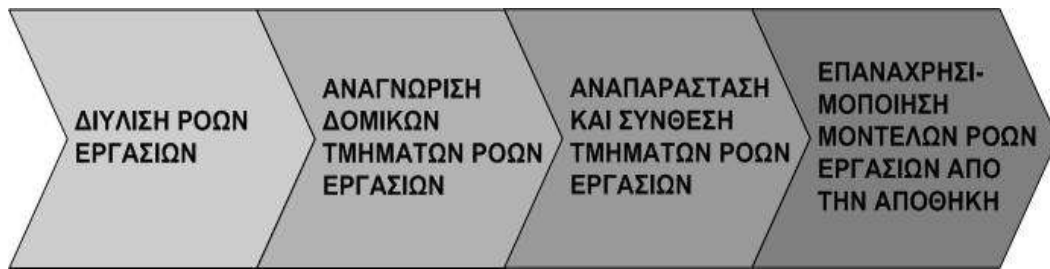 ΔΙΥΛΙΣΗ ΡΟΩΝ
ΕΡΓΑΣΙΩΝ
ΑΝΑΓΝΩΡΙΣΗ
ΔΟΜΙΚΩΝ
ΤΜΗΜΑΤΩΝ ΡΟΩΝ
ΕΡΓΑΣΙΩΝ
ΑΝΑΠΑΡΑΣΤΑΣΗ
ΚΑΙ ΣΥΝΘΕΣΗ
ΤΜΗΜΑΤΩΝ ΡΟΩΝ
ΕΡΓΑΣΙΩΝ
ΕΠΑΝΑΧΡΗΣΙ-
ΜΟΠΟΙΗΣΗ
ΜΟΝΤΕΛΩΝ ΡΟΩΝ
ΕΡΓΑΣΙΩΝ ΑΠΟ
ΤΗΝ ΑΠΟΘΗΚΗ